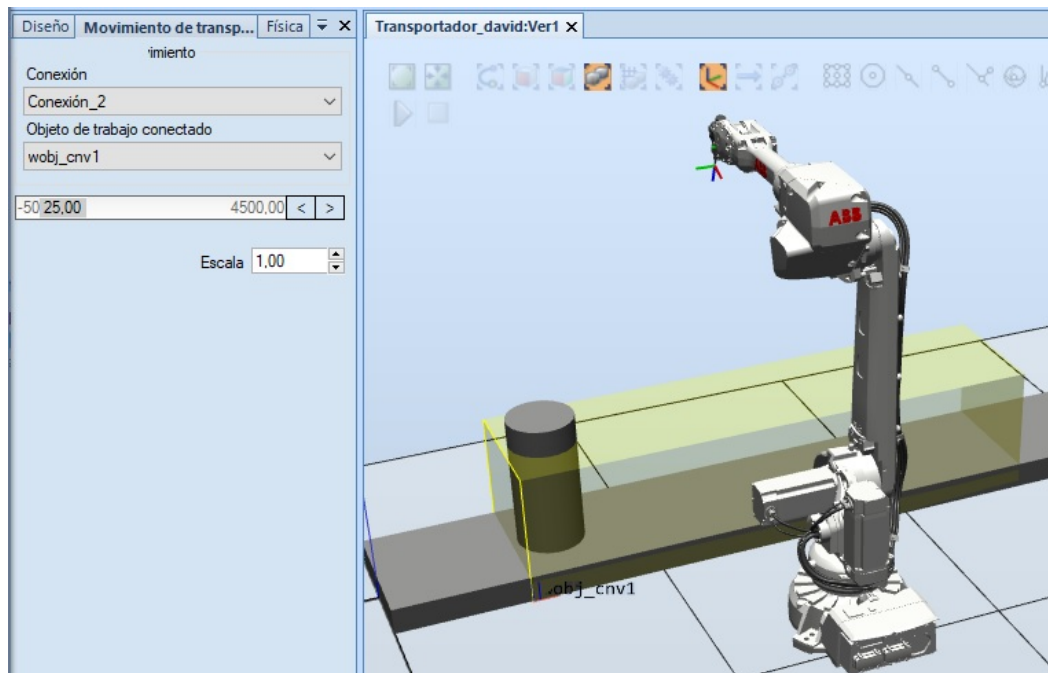 Diseño Movimiento de transp... Física
imiento
Conexión
Conexión_2
Objeto de trabajo conectado
wobj_cnv1
-50 25,00 4500,00 < >
Escala 1,00
Transportador_david:Ver1
ABB
obj_cnv1